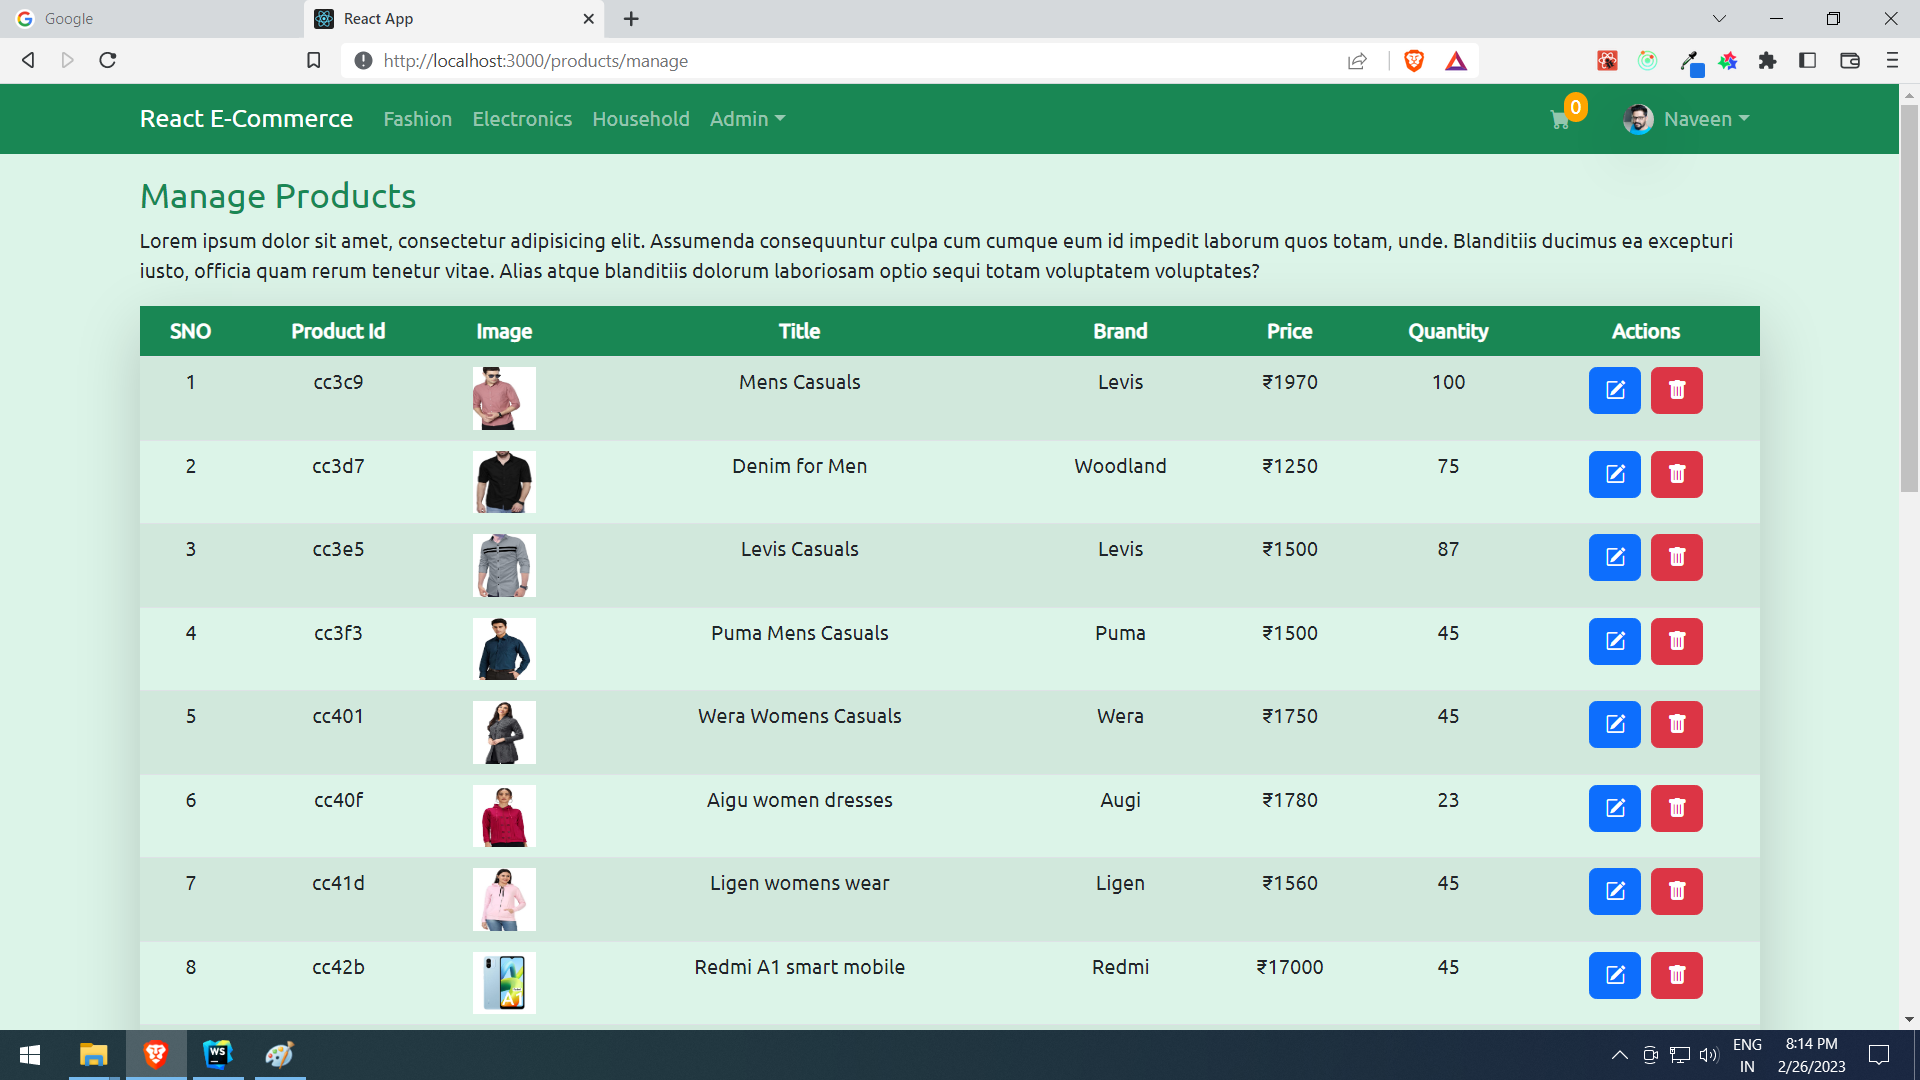 Google
React App
http://localhost:3000/products/manage
React E-Commerce Fashion Electronics Household Admin 0 Naveen
Manage Products
Lorem ipsum dolor sit amet, consectetur adipisicing elit. Assumenda consequuntur culpa cum cumque eum id impedit laborum quos totam, unde. Blanditiis ducimus ea excepturi
iusto, officia quam rerum tenetur vitae. Alias atque blanditiis dolorum laboriosam optio sequi totam voluptatem voluptates?
SNO Product Id Image Title Brand Price Quantity Actions
1 cc3c9 Mens Casuals Levis ₹1970 100
2 cc3d7 Denim for Men Woodland ₹1250 75
3 cc3e5 Levis Casuals Levis ₹1500 87
4 cc3f3 Puma Mens Casuals Puma ₹1500 45
5 cc401 Wera Womens Casuals Wera ₹1750 45
6 cc40f Aigu women dresses Augi ₹1780 23
7 cc41d Ligen womens wear Ligen ₹1560 45
8 cc42b Redmi A1 smart mobile Redmi ₹17000 45
WS
ENG
IN
8:14 PM
2/26/2023